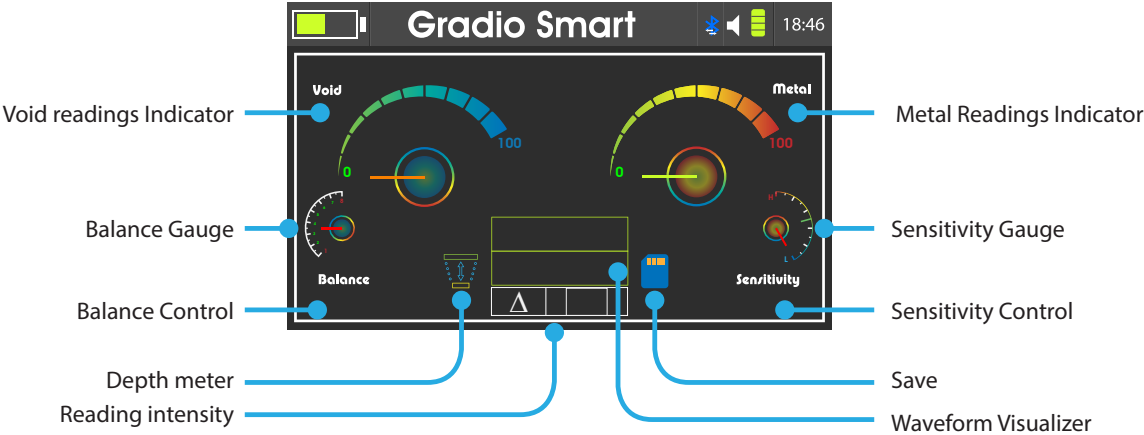 Gradio Smart
18:46
Void
Metal
Void readings Indicator
Metal Readings Indicator
100
100
0
0
H
Balance Gauge
Sensitivity Gauge
L
Balance
Sensitivity
Balance Control
Δ
Sensitivity Control
Depth meter
Save
Reading intensity
Waveform Visualizer